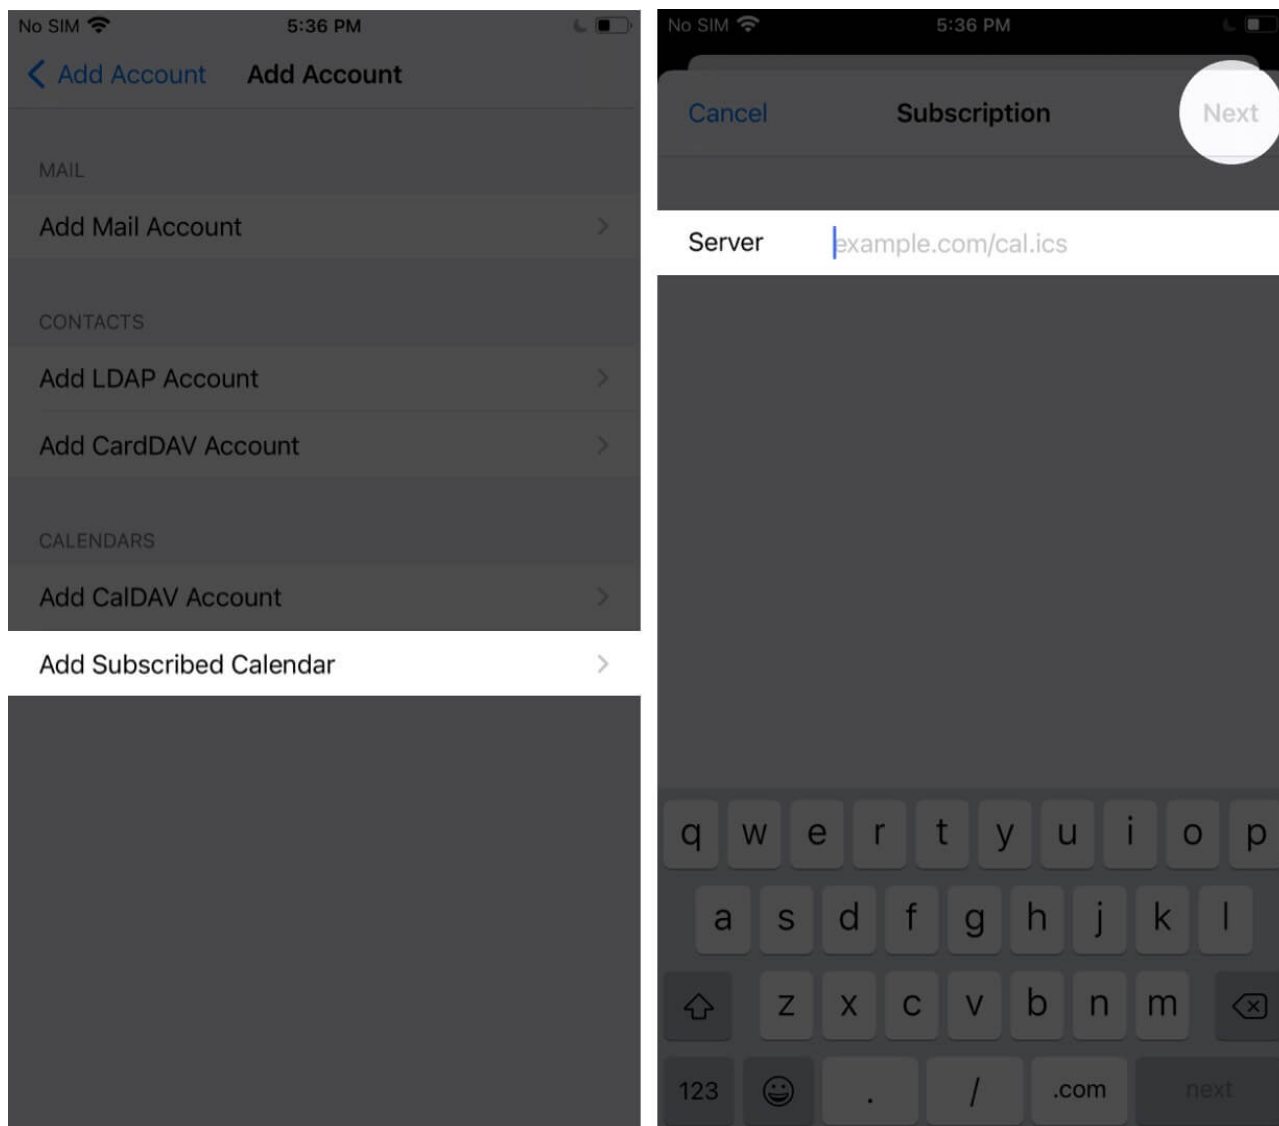 No SIM 5:36 PM
Add Account Add Account
MAIL
Add Mail Account
CONTACTS
Add LDAP Account
Add CardDAV Account
CALENDARS
Add CalDAV Account
Add Subscribed Calendar
No SIM 5:36 PM
Cancel Subscription Next
Server example.com/cal.ics
q w e r t y u i o p
a s d f g h j k l
z x c v b n m
123 . / .com next